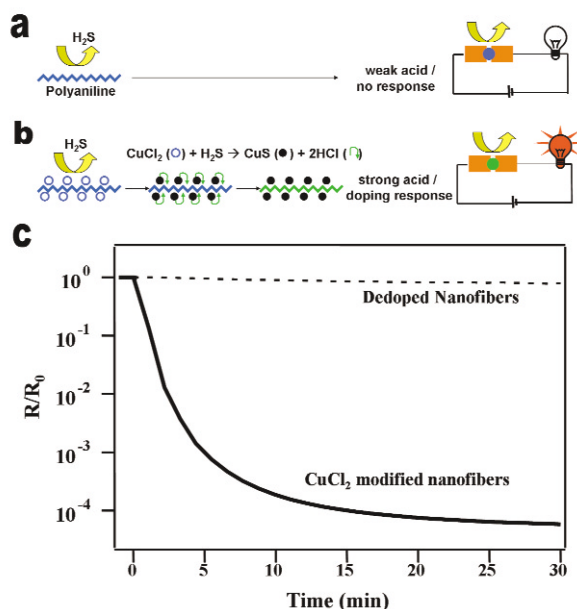 a
H₂S
Polyaniline
weak acid /
no response
b
H₂S
CuCl₂ ( ) + H₂S → CuS ( ) + 2HCl ( )
strong acid /
doping response
c
R/R₀
10⁰
10⁻¹
10⁻²
10⁻³
10⁻⁴
Dedoped Nanofibers
CuCl₂ modified nanofibers
0 5 10 15 20 25 30
Time (min)